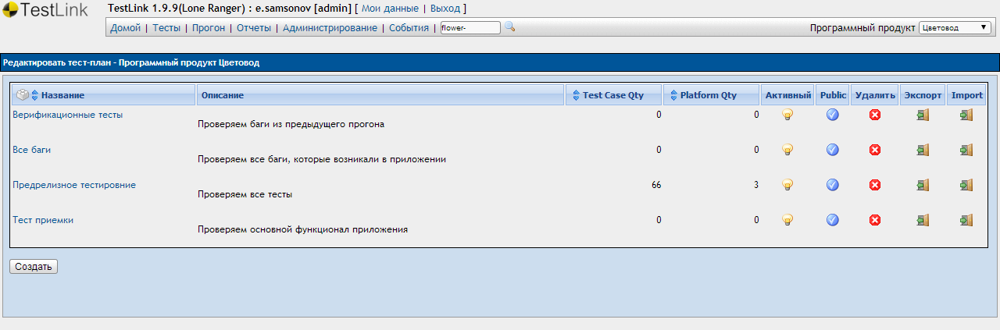 TestLink
TestLink 1.9.9(Lone Ranger) : e.samsonov [admin] [ Мои данные | Выход ]
Домой | Тесты | Прогон | Отчеты | Администрирование | События | flower- Программный продукт Цветовод
Редактировать тест-план - Программный продукт Цветовод
Название Описание Test Case Qty Platform Qty Активный Public Удалить Экспорт Import
Верификационные тесты 0 0
Проверяем баги из предыдущего прогона
Все баги 0 0
Проверяем все баги, которые возникали в приложении
Предрелизное тестировние 66 3
Проверяем все тесты
Тест приемки 0 0
Проверяем основной функционал приложения
Создать